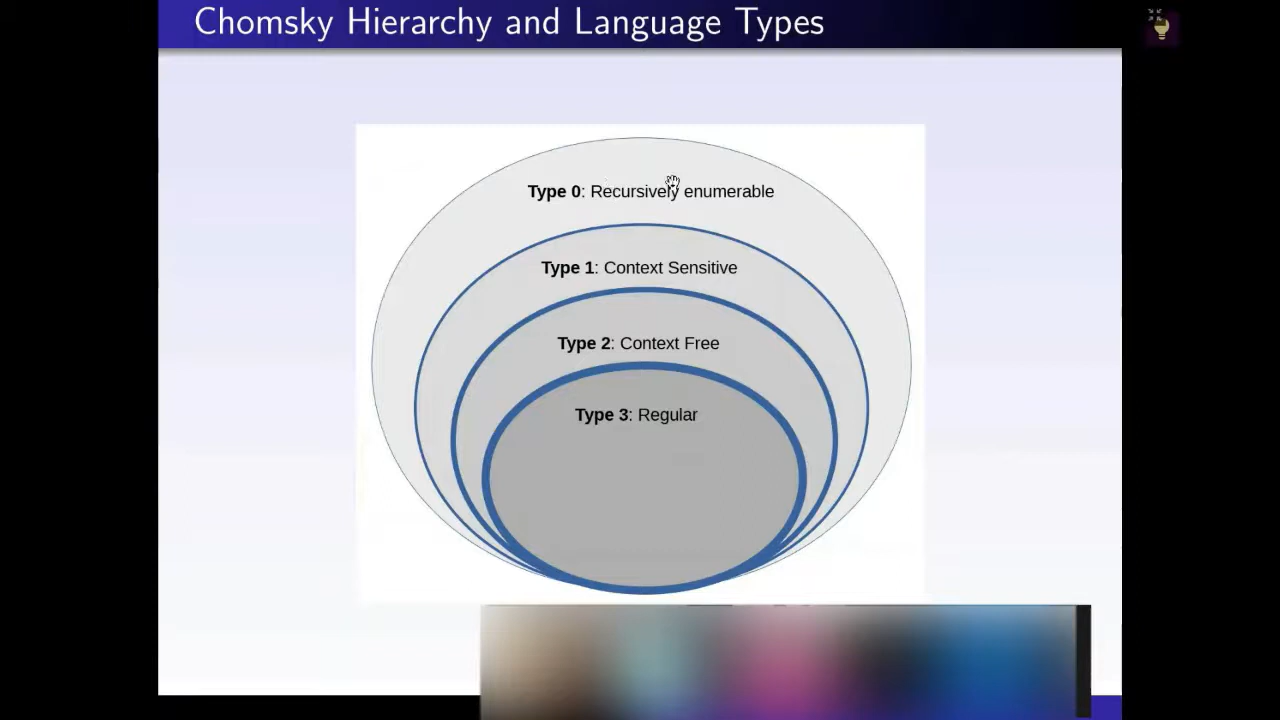 Chomsky Hierarchy and Language Types
Type 0: Recursively enumerable
Type 1: Context Sensitive
Type 2: Context Free
Type 3: Regular